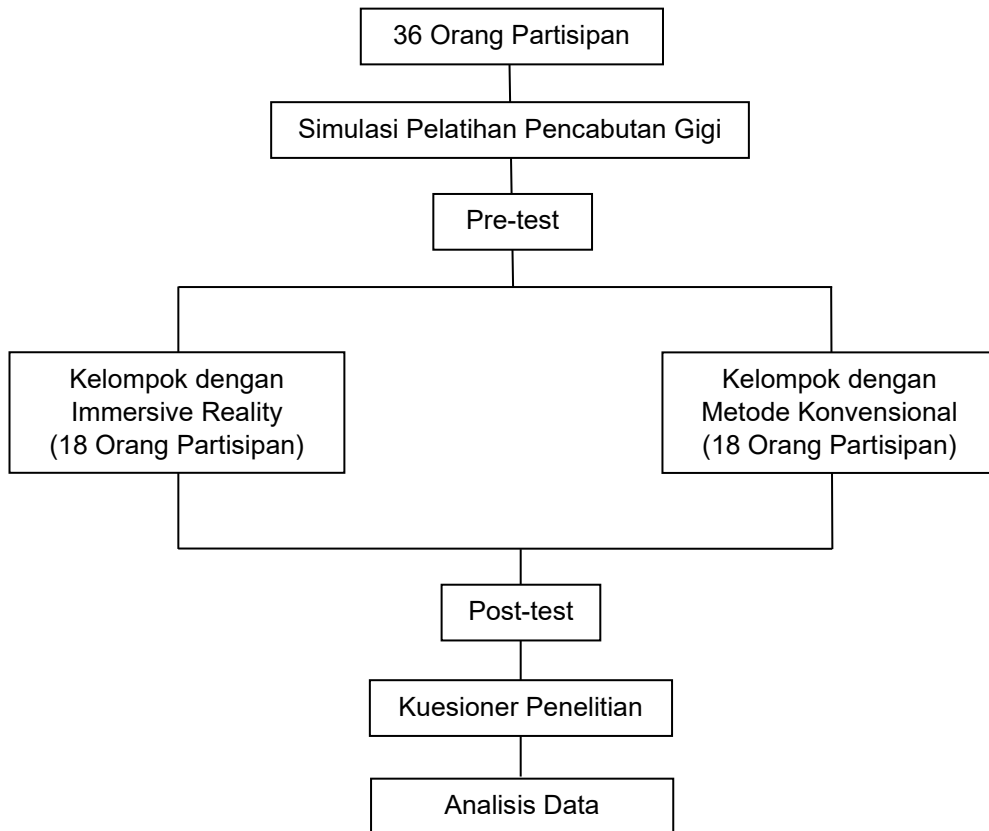 36 Orang Partisipan
Simulasi Pelatihan Pencabutan Gigi
Pre-test
Kelompok dengan
Immersive Reality
(18 Orang Partisipan)
Kelompok dengan
Metode Konvensional
(18 Orang Partisipan)
Post-test
Kuesioner Penelitian
Analisis Data